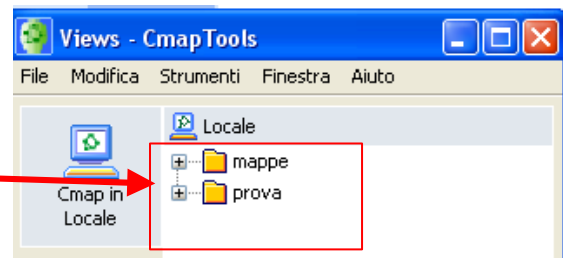 Views - CmapTools
File Modifica Strumenti Finestra Aiuto
Locale
mappe
prova
Cmap in
Locale